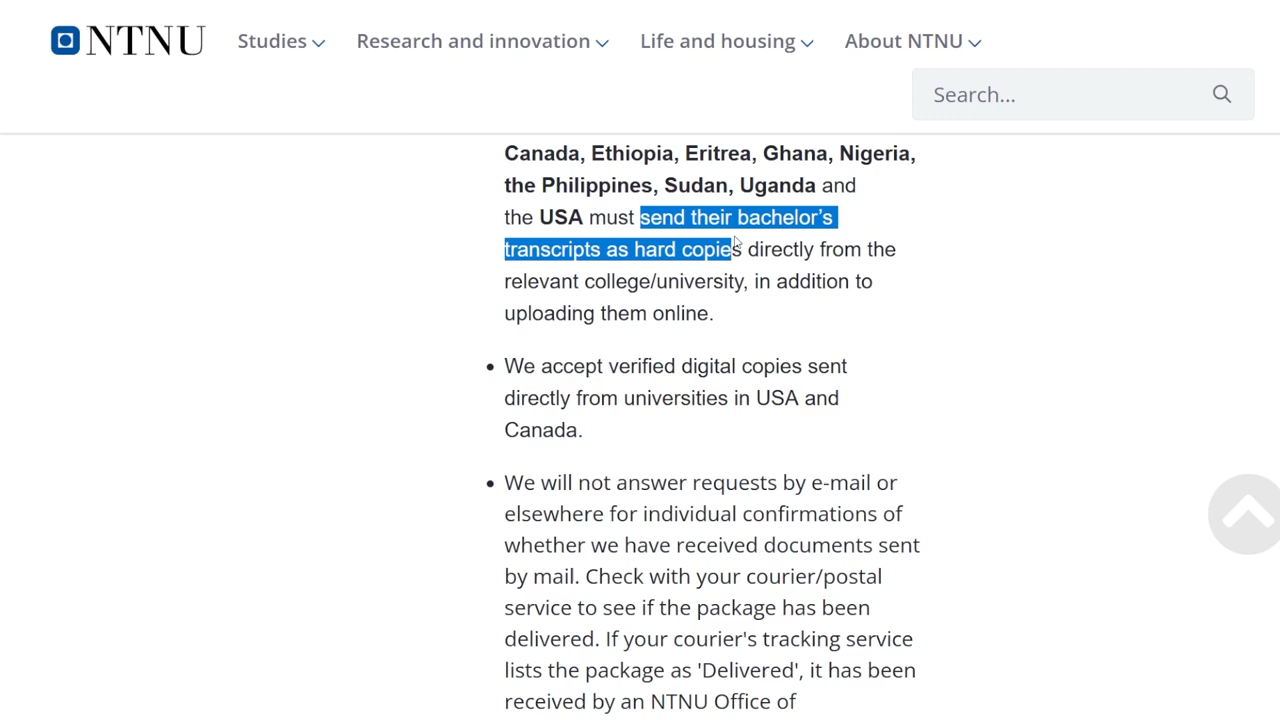 NTNU
Studies
Research and innovation
Life and housing
About NTNU
Search...
Canada, Ethiopia, Eritrea, Ghana, Nigeria,
the Philippines, Sudan, Uganda and
the USA must send their bachelor’s
transcripts as hard copies directly from the
relevant college/university, in addition to
uploading them online.
• We accept verified digital copies sent
directly from universities in USA and
Canada.
• We will not answer requests by e-mail or
elsewhere for individual confirmations of
whether we have received documents sent
by mail. Check with your courier/postal
service to see if the package has been
delivered. If your courier's tracking service
lists the package as 'Delivered', it has been
received by an NTNU Office of